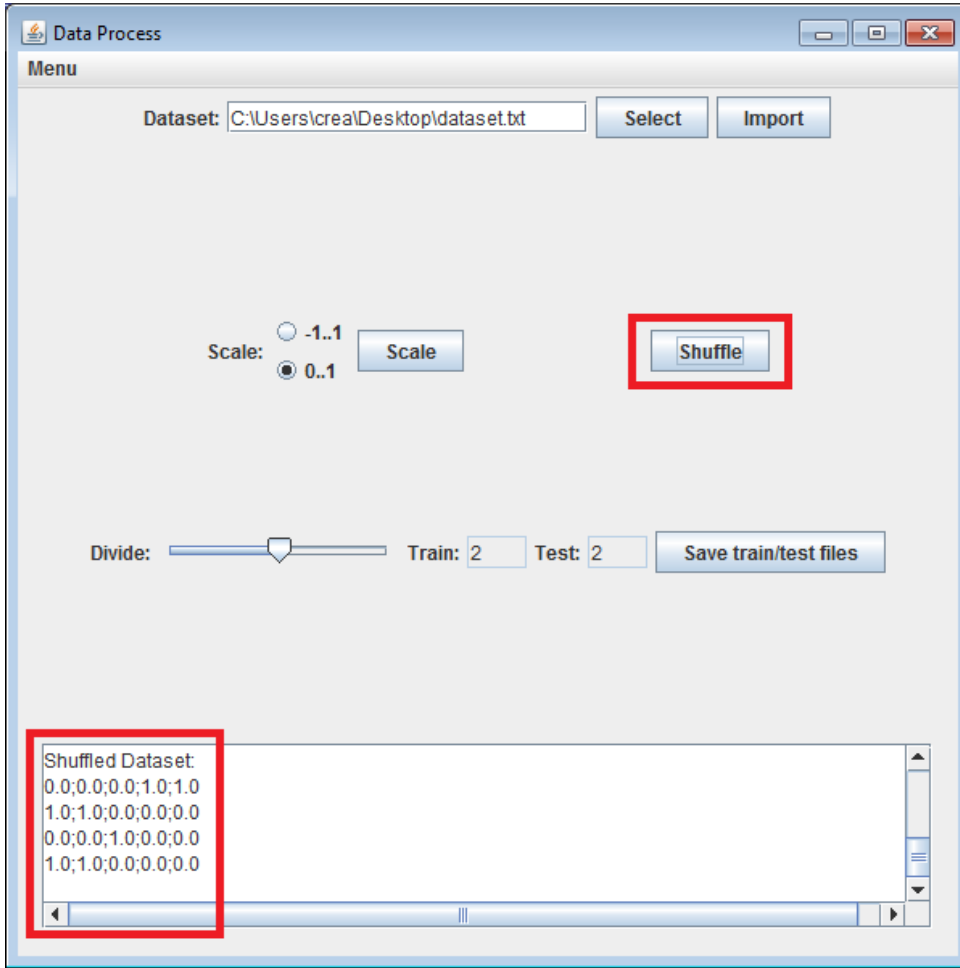 Data Process
Menu
Dataset: C:\Users\crea\Desktop\dataset.txt Select Import
-1..1
Scale: Scale Shuffle
0..1
Divide: Train: 2 Test: 2 Save train/test files
Shuffled Dataset:
0.0;0.0;0.0;1.0;1.0
1.0;1.0;0.0;0.0;0.0
0.0;0.0;1.0;0.0;0.0
1.0;1.0;0.0;0.0;0.0